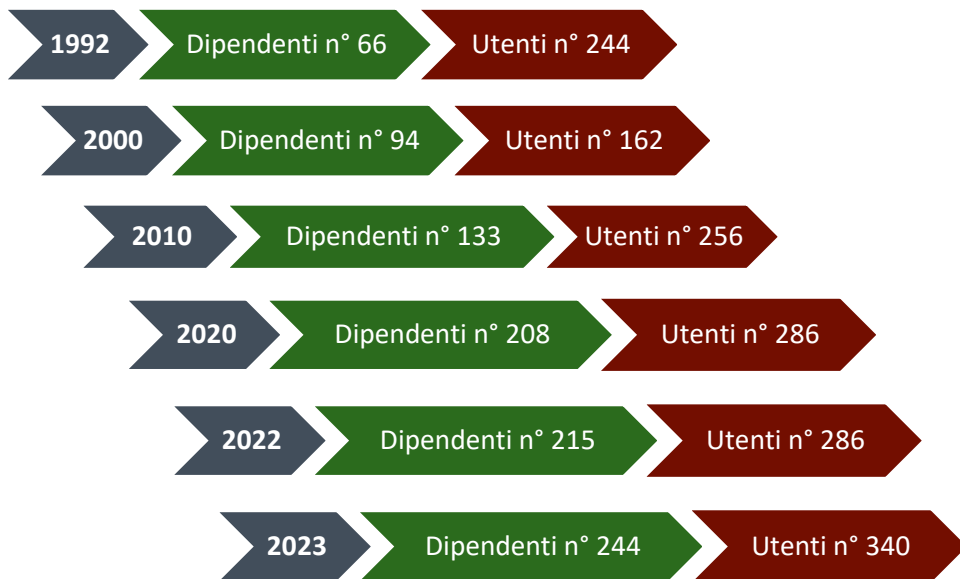 1992 Dipendenti n° 66 Utenti n° 244
2000 Dipendenti n° 94 Utenti n° 162
2010 Dipendenti n° 133 Utenti n° 256
2020 Dipendenti n° 208 Utenti n° 286
2022 Dipendenti n° 215 Utenti n° 286
2023 Dipendenti n° 244 Utenti n° 340